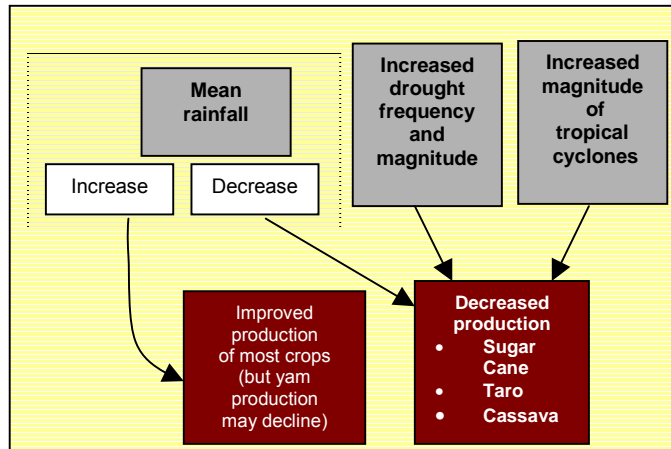 Mean
rainfall
Increase
Decrease
Increased
drought
frequency
and
magnitude
Increased
magnitude
of
tropical
cyclones
Improved
production
of most crops
(but yam
production
may decline)
Decreased
production
• Sugar
Cane
• Taro
• Cassava